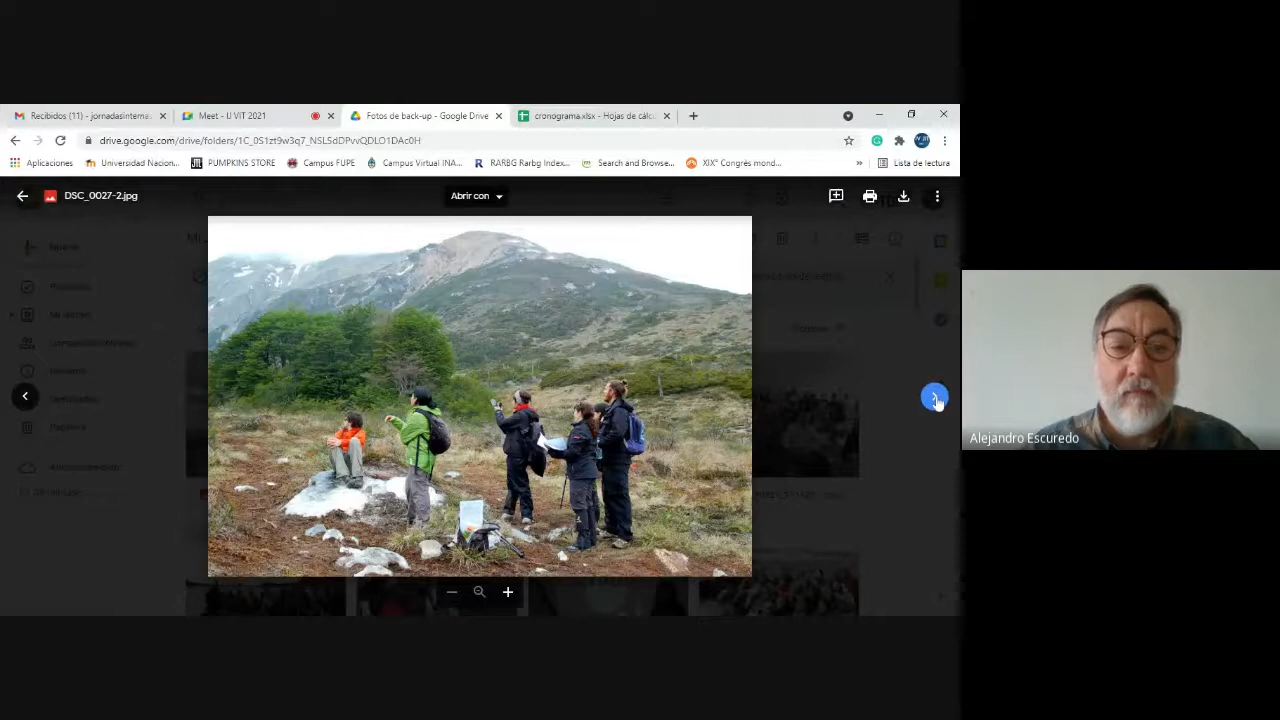 Recibidos (11) - jornadasinterna
Meet - IJ VIT 2021
Fotos de back-up - Google Drive
cronograma.xlsx - Hojas de cálc
drive.google.com/drive/folders/1C_0S1zt9w3q7_NSLSdDPvvQDLO1DAc0H
Aplicaciones
Universidad Nacion...
PUMPKINS STORE
Campus FUPE
Campus Virtual INA...
RARBG Rarbg Index...
Search and Browse...
XIX° Congrés mond...
»
Lista de lectura
DSC_0027-2.jpg
Abrir con
Alejandro Escuredo